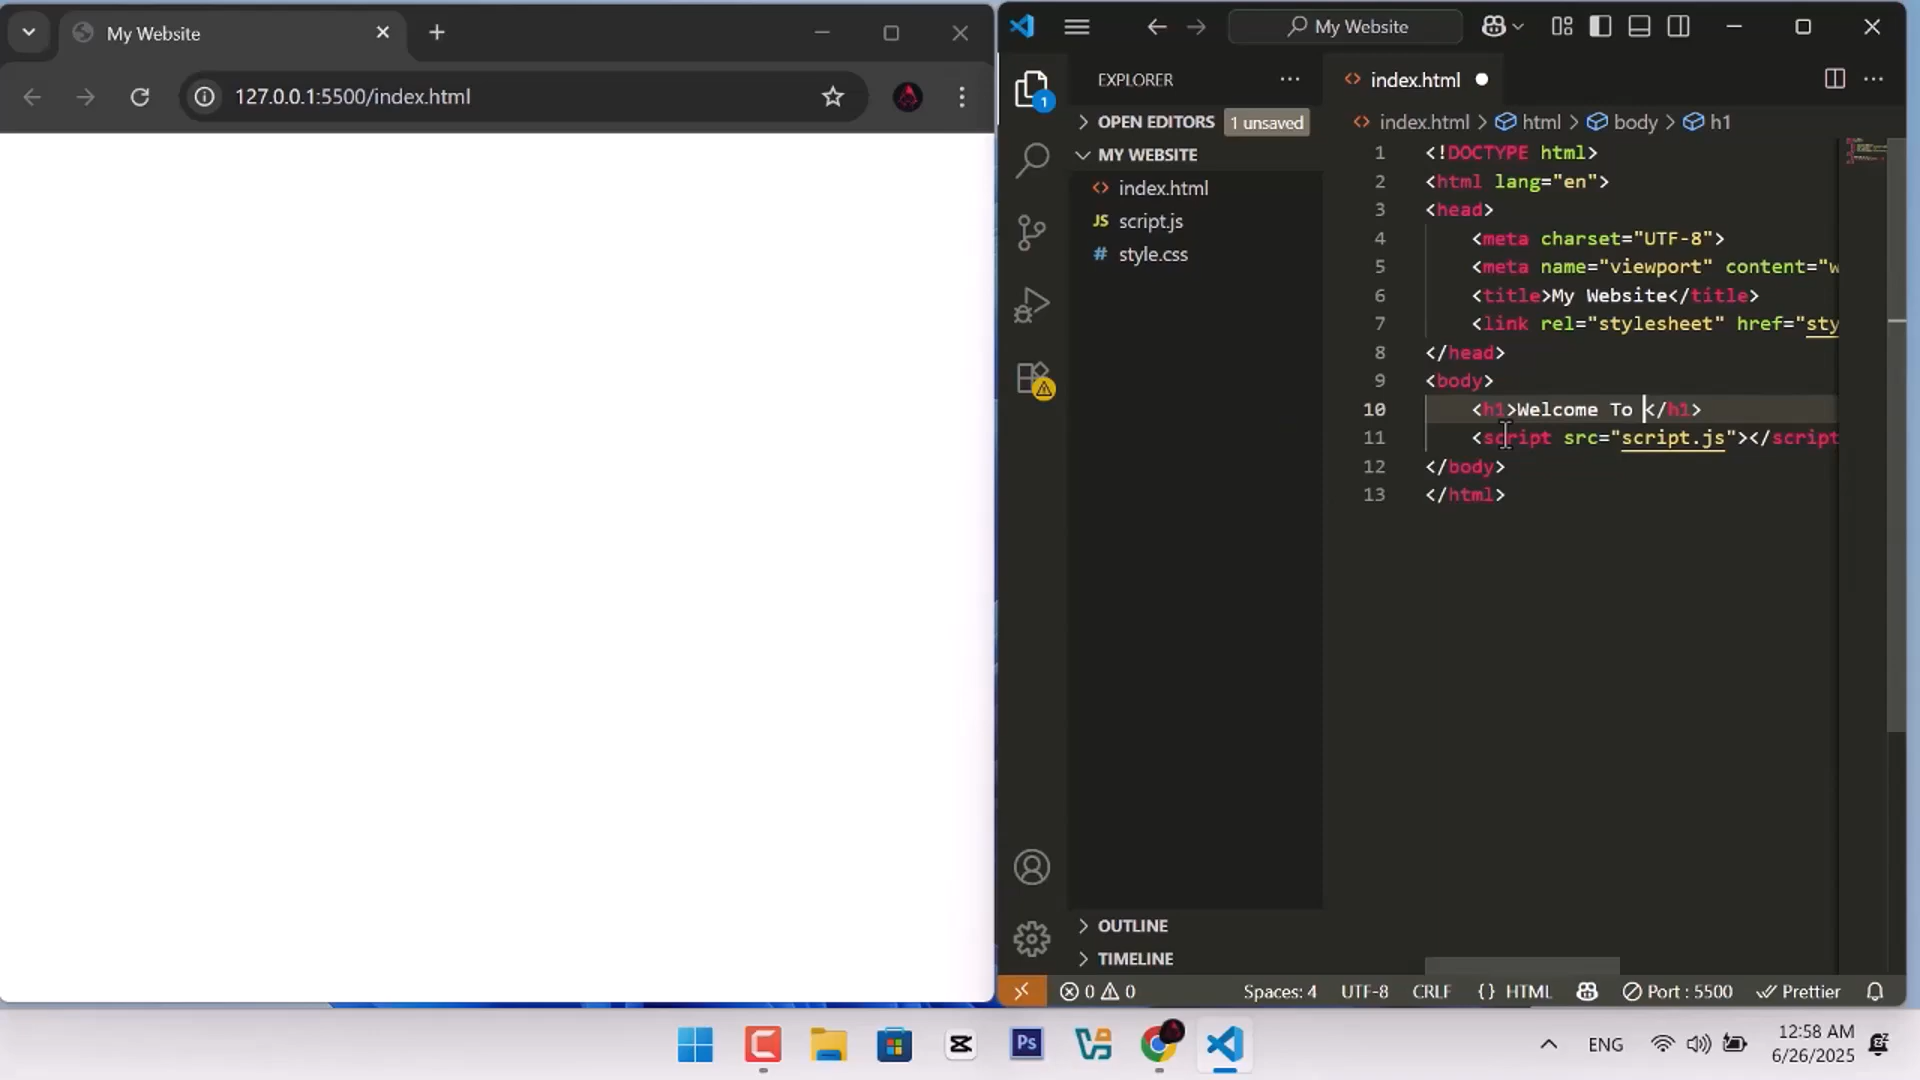 My Website
127.0.0.1:5500/index.html
My Website
EXPLORER
index.html
OPEN EDITORS
1 unsaved
index.html > html > body > h1
MY WEBSITE
index.html
JS script.js
# style.css
1
1 <!DOCTYPE html>
2 <html lang="en">
3 <head>
4 <meta charset="UTF-8">
5 <meta name="viewport" content="w
6 <title>My Website</title>
7 <link rel="stylesheet" href="sty
8 </head>
9 <body>
10 <h1>Welcome To </h1>
11 <script src="script.js"></script
12 </body>
13 </html>
OUTLINE
TIMELINE
0 0 Spaces: 4 UTF-8 CRLF {} HTML Port : 5500 Prettier
Ps
ENG
12:58 AM
6/26/2025